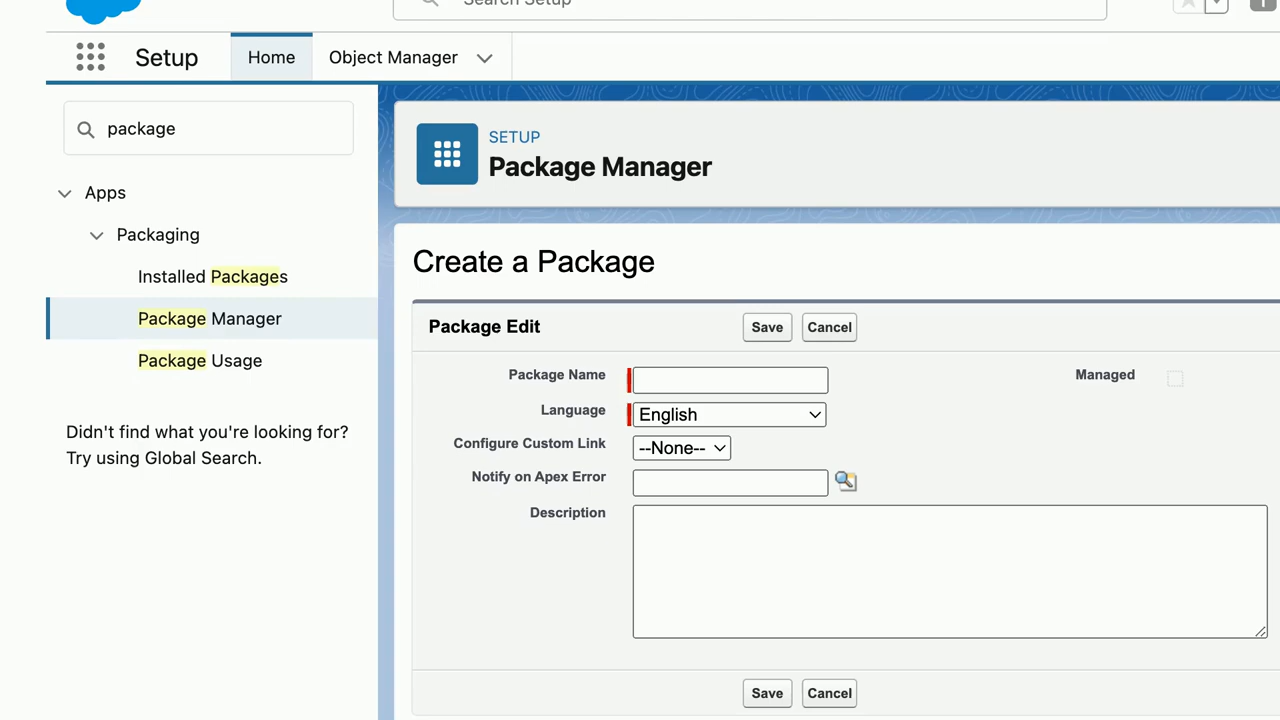 Search Setup
Setup
Home
Object Manager
package
Apps
Packaging
Installed Packages
Package Manager
Package Usage
Didn't find what you're looking for?
Try using Global Search.
SETUP
Package Manager
Create a Package
Package Edit
Save
Cancel
Package Name
Managed
Language
English
Configure Custom Link
--None--
Notify on Apex Error
Description
Save
Cancel